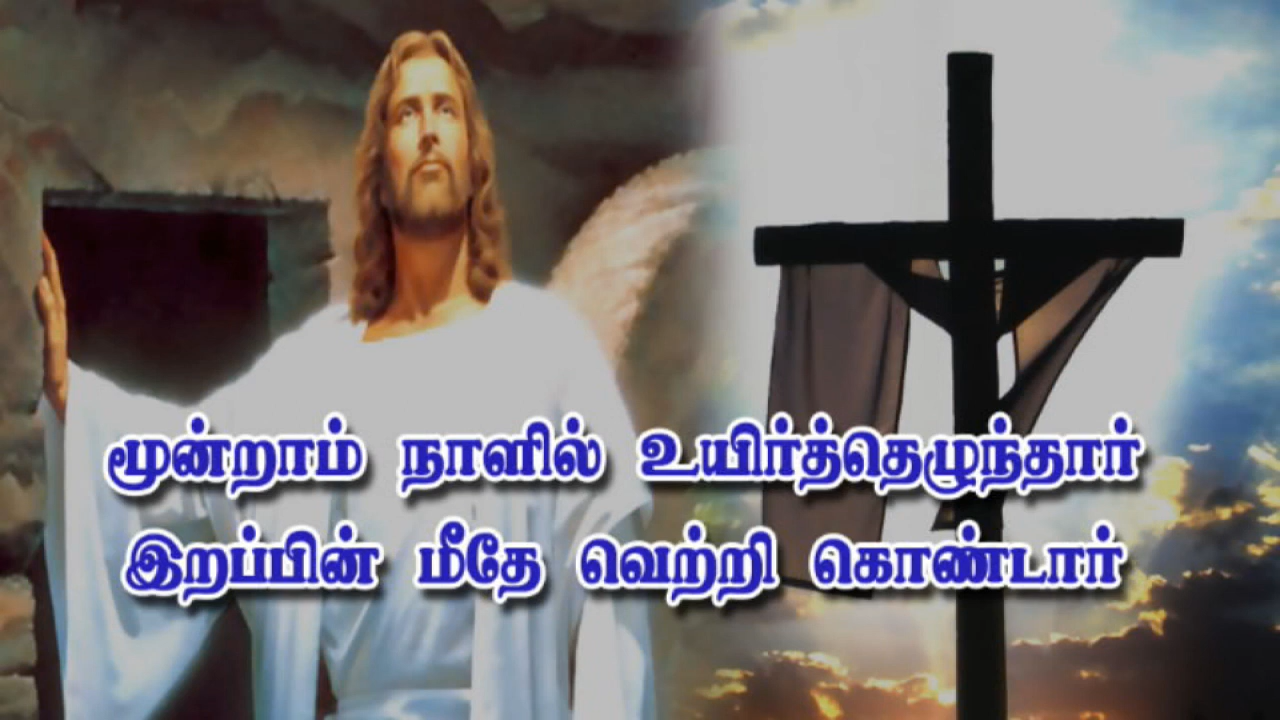 மூன்றாம் நாளில் உயிர்த்தெழுந்தார்
இறப்பின் மீதே வெற்றி கொண்டார்